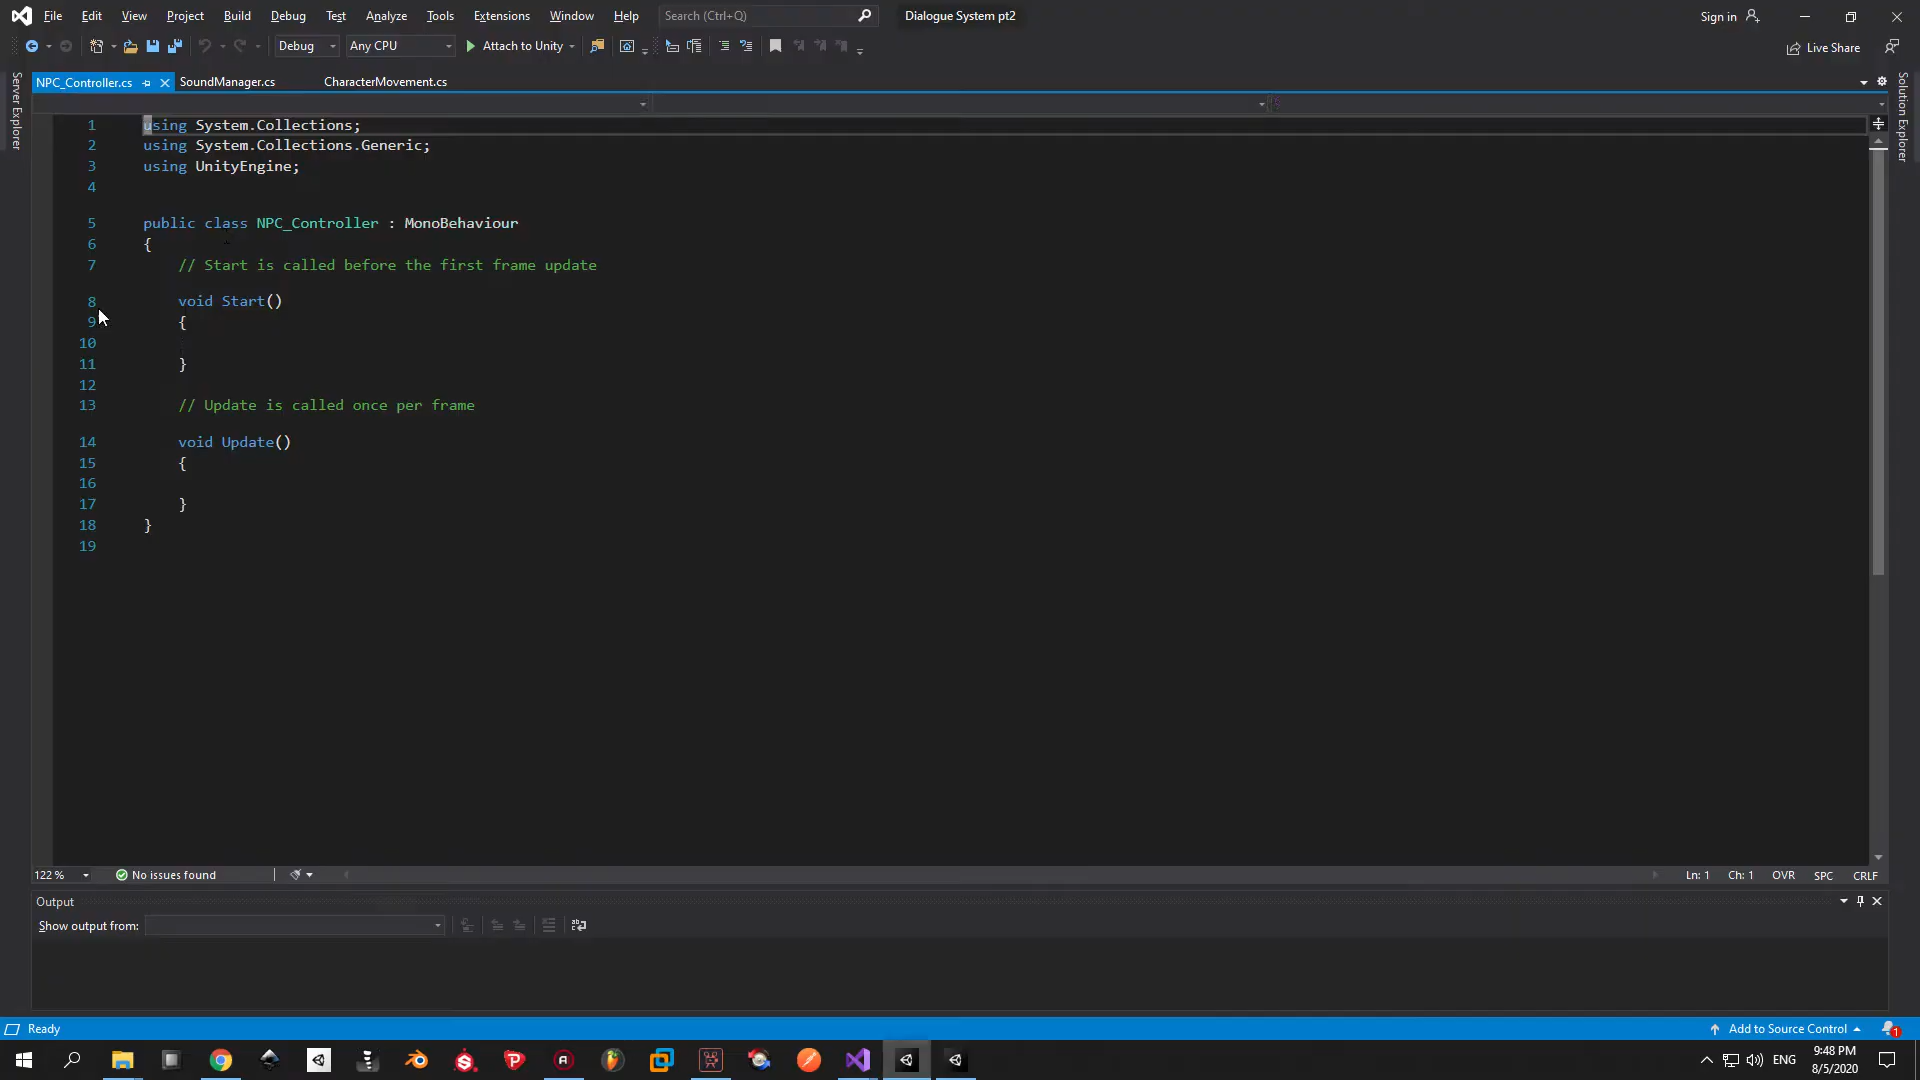 File Edit View Project Build Debug Test Analyze Tools Extensions Window Help Search (Ctrl+Q) Dialogue System pt2 Sign in
Debug Any CPU Attach to Unity Live Share
NPC_Controller.cs SoundManager.cs CharacterMovement.cs
Server Explorer
Solution Explorer
1 using System.Collections;
2 using System.Collections.Generic;
3 using UnityEngine;
4
5 public class NPC_Controller : MonoBehaviour
6 {
7 // Start is called before the first frame update
8 void Start()
9 {
10
11 }
12
13 // Update is called once per frame
14 void Update()
15 {
16
17 }
18 }
19
122 % No issues found Ln: 1 Ch: 1 OVR SPC CRLF
Output
Show output from:
Ready Add to Source Control 1
ENG 9:48 PM
8/5/2020